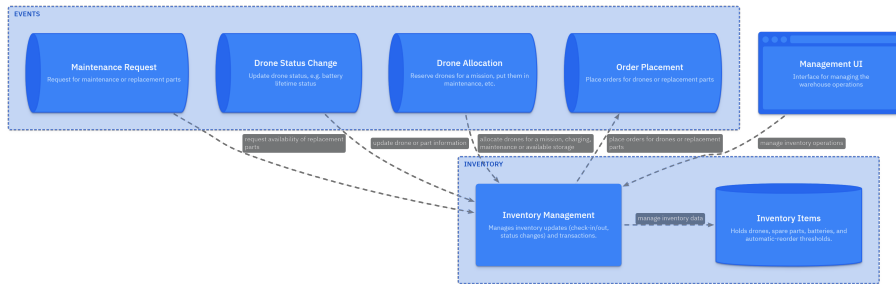 EVENTS
Maintenance Request
Request for maintenance or replacement parts
Drone Status Change
Update drone status, e.g. battery
lifetime status
Drone Allocation
Reserve drones for a mission, put them in
maintenance, etc.
Order Placement
Place orders for drones or replacement parts
Management UI
Interface for managing the
warehouse operations
request availability of replacement
parts
update drone or part information
allocate drones for a mission, charging,
maintenance or available storage
place orders for drones or replacement
parts
manage inventory operations
INVENTORY
Inventory Management
Manages inventory updates (check-in/out,
status changes) and transactions.
manage inventory data
Inventory Items
Holds drones, spare parts, batteries, and
automatic-reorder thresholds.